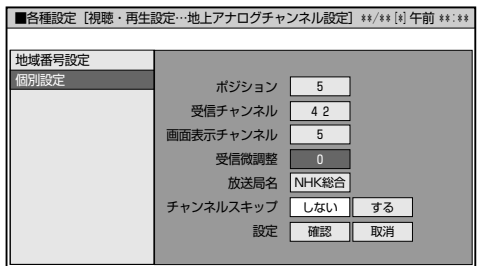 ■各種設定［視聴・再生設定…地上アナログチャンネル設定］ **/**[*]午前**:**
地域番号設定
個別設定
ポジション 5
受信チャンネル 42
画面表示チャンネル 5
受信微調整 0
放送局名 NHK総合
チャンネルスキップ しない する
設定 確認 取消